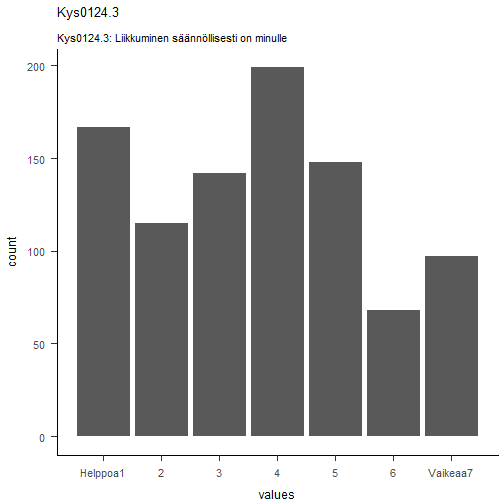 Kys0124.3
Kys0124.3: Liikkuminen säännöllisesti on minulle
200
150
100
50
0
count
Helppoa1 2 3 4 5 6 Vaikeaa7
values